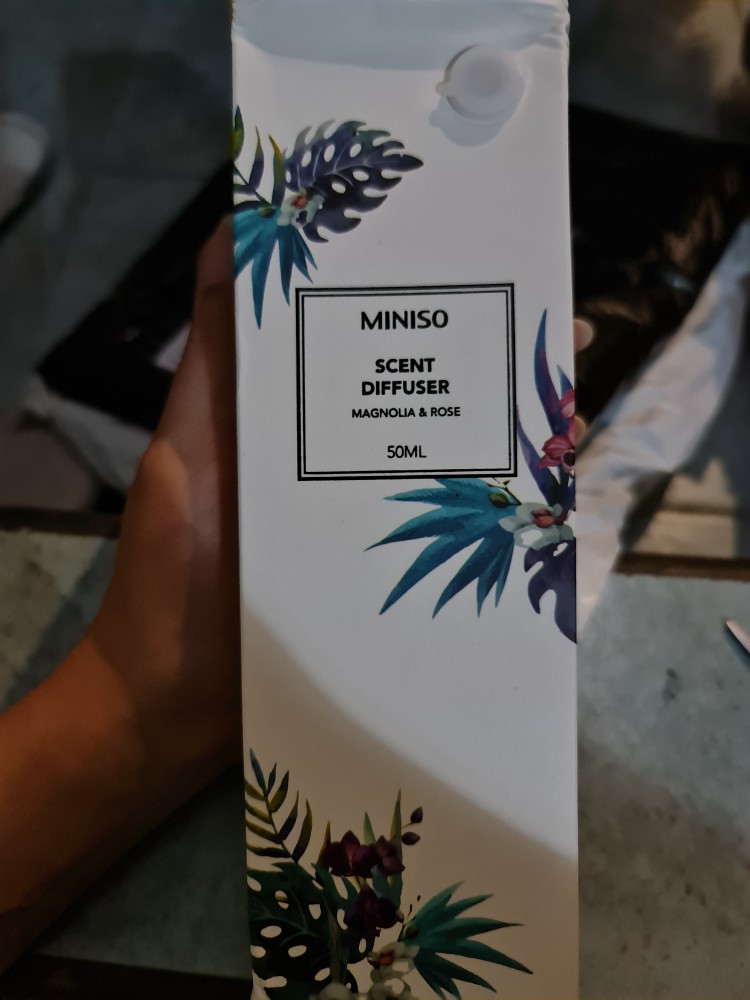 MINISO
SCENT
DIFFUSER
MAGNOLIA & ROSE
50ML